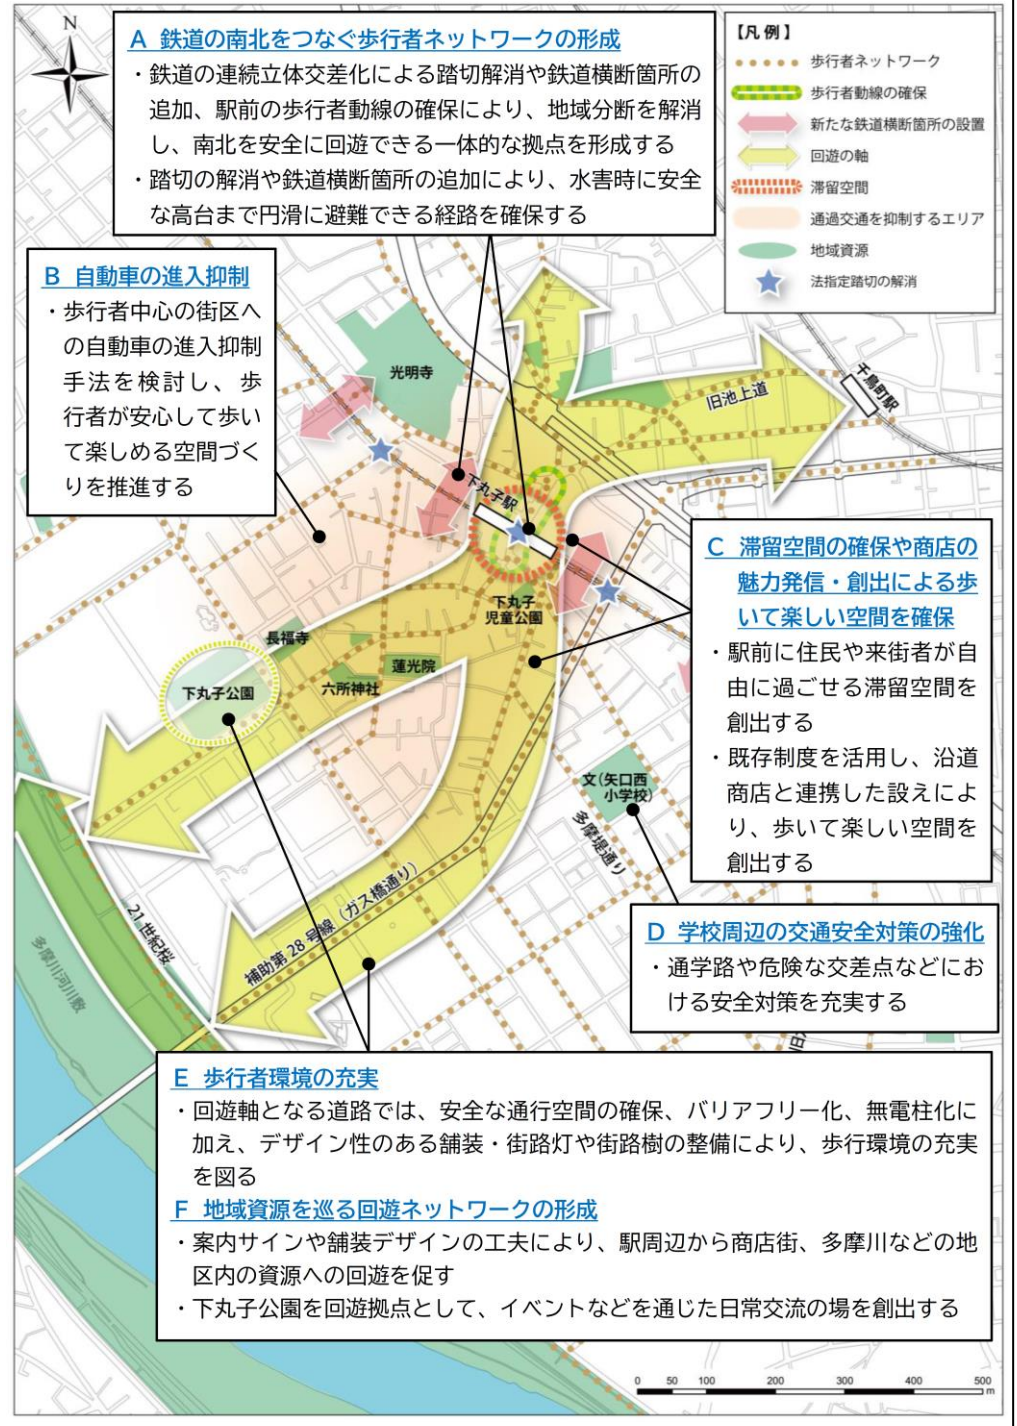 N
A 鉄道の南北をつなぐ歩行者ネットワークの形成
・鉄道の連続立体交差化による踏切解消や鉄道横断箇所の
追加、駅前の歩行者動線の確保により、地域分断を解消
し、南北を安全に回遊できる一体的な拠点を形成する
・踏切の解消や鉄道横断箇所の追加により、水害時に安全
な高台まで円滑に避難できる経路を確保する
【凡例】
歩行者ネットワーク
歩行者動線の確保
新たな鉄道横断箇所の設置
回遊の軸
滞留空間
通過交通を抑制するエリア
地域資源
法指定踏切の解消
B 自動車の進入抑制
・歩行者中心の街区へ
の自動車の進入抑制
手法を検討し、歩
行者が安心して歩い
て楽しめる空間づく
りを推進する
光明寺
旧池上道
千鳥町駅
下丸子駅
下丸子
児童公園
長福寺
蓮光院
六所神社
下丸子公園
C 滞留空間の確保や商店の
魅力発信・創出による歩
いて楽しい空間を確保
・駅前に住民や来街者が自
由に過ごせる滞留空間を
創出する
・既存制度を活用し、沿道
商店と連携した設えによ
り、歩いて楽しい空間を
創出する
文(矢口西
小学校)
多摩堤通り
補助第28号線(ガス橋通り)
21世紀桜
多摩川河川敷
D 学校周辺の交通安全対策の強化
・通学路や危険な交差点などにお
ける安全対策を充実する
E 歩行者環境の充実
・回遊軸となる道路では、安全な通行空間の確保、バリアフリー化、無電柱化に
加え、デザイン性のある舗装・街路灯や街路樹の整備により、歩行環境の充実
を図る
F 地域資源を巡る回遊ネットワークの形成
・案内サインや舗装デザインの工夫により、駅周辺から商店街、多摩川などの地
区内の資源への回遊を促す
・下丸子公園を回遊拠点として、イベントなどを通じた日常交流の場を創出する
0 50 100 200 300 400 500
m